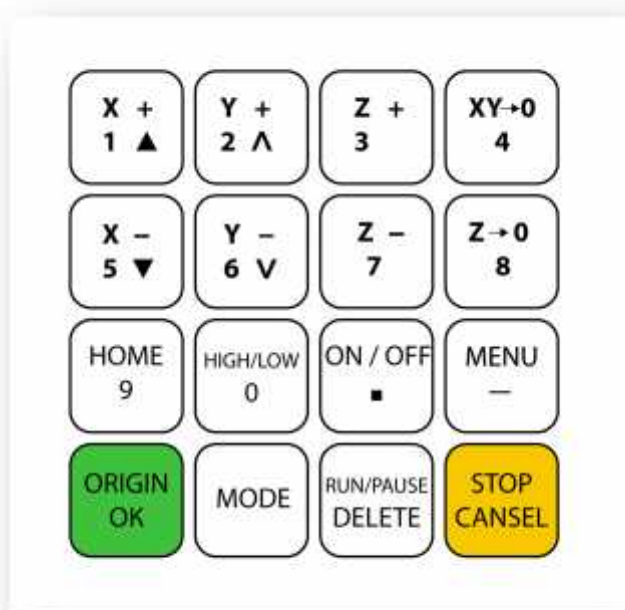 X + Y + Z + XY→0
1 ▲ 2 Λ 3 4
X – Y – Z – Z→0
5 ▼ 6 V 7 8
HOME HIGH/LOW ON / OFF MENU
9 0 ■ —
ORIGIN MODE RUN/PAUSE STOP
OK DELETE CANSEL